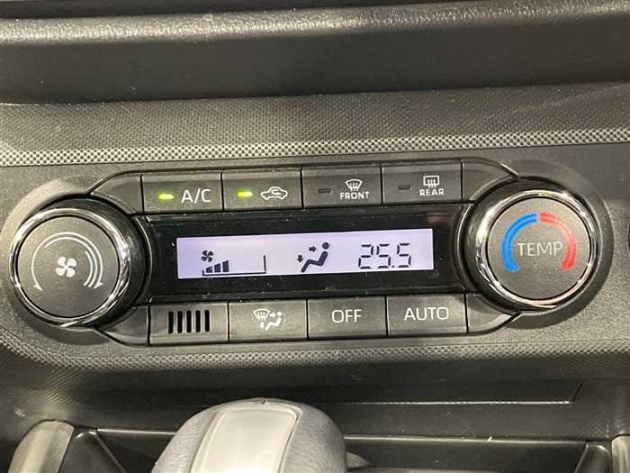 A/C
FRONT
REAR
25.5
TEMP
OFF
AUTO